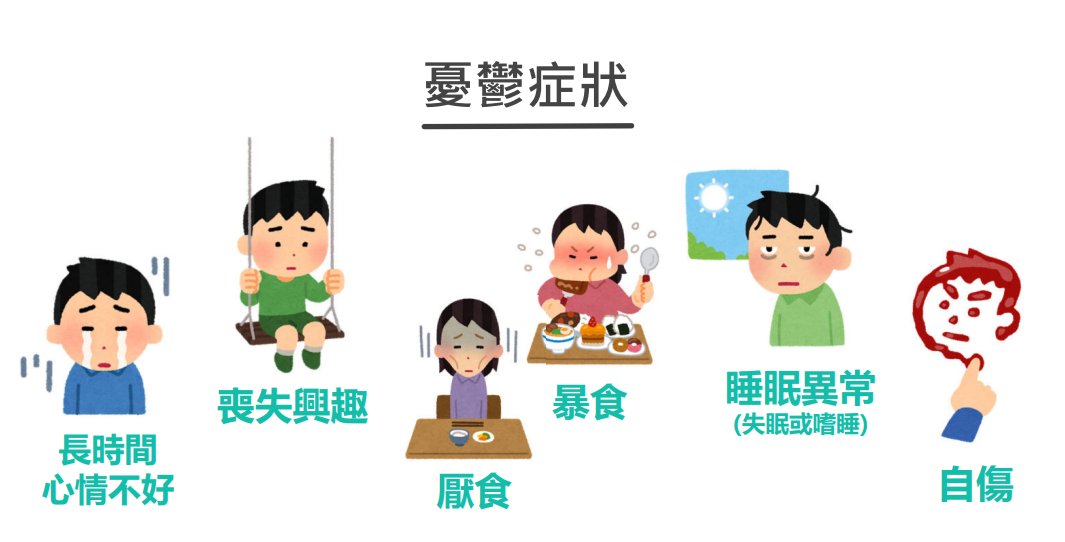 憂鬱症狀
長時間
心情不好
喪失興趣
厭食
暴食
睡眠異常
(失眠或嗜睡)
自傷